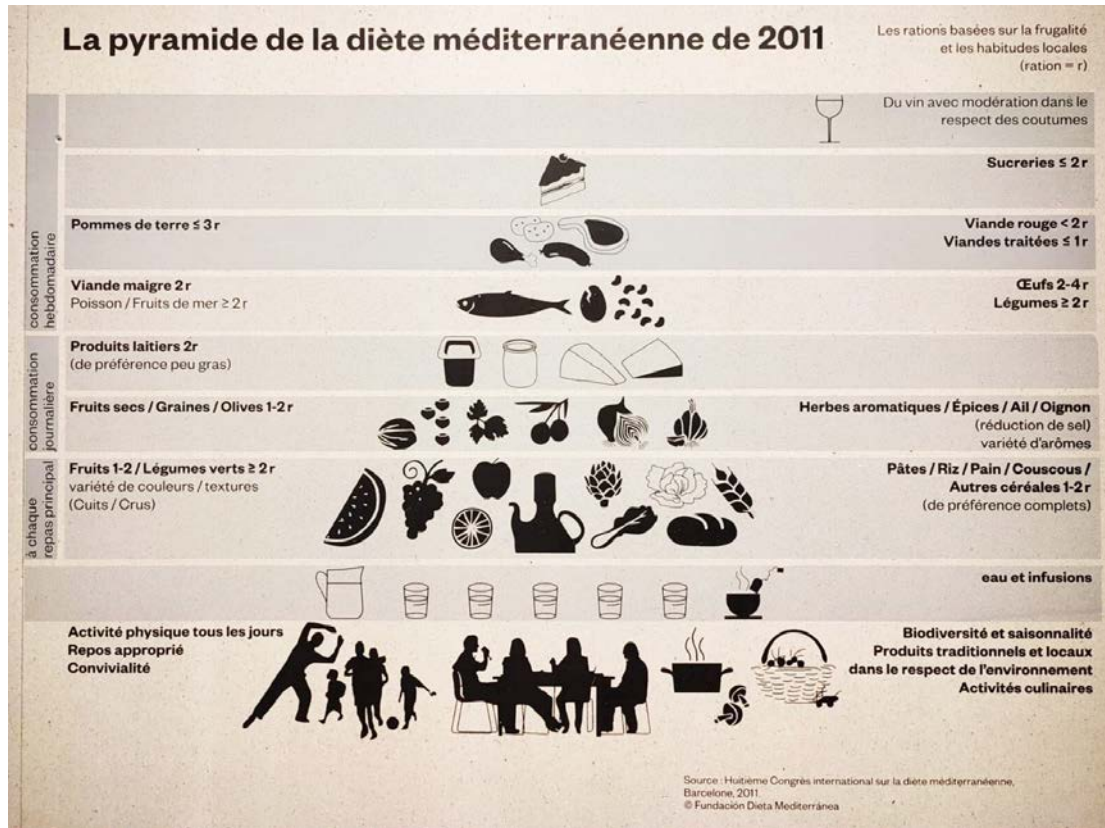 La pyramide de la diète méditerranéenne de 2011
Les rations basées sur la frugalité
et les habitudes locales
(ration = r)
Du vin avec modération dans le
respect des coutumes
consommation
hebdomadaire
Sucreries ≤ 2 r
Pommes de terre ≤ 3 r
Viande rouge < 2 r
Viandes traitées ≤ 1 r
Viande maigre 2 r
Poisson / Fruits de mer ≥ 2 r
Œufs 2-4 r
Légumes ≥ 2 r
consommation
journalière
Produits laitiers 2r
(de préférence peu gras)
Fruits secs / Graines / Olives 1-2 r
Herbes aromatiques / Épices / Ail / Oignon
(réduction de sel)
variété d'arômes
à chaque
repas principal
Fruits 1-2 / Légumes verts ≥ 2 r
variété de couleurs / textures
(Cuits / Crus)
Pâtes / Riz / Pain / Couscous /
Autres céréales 1-2 r
(de préférence complets)
eau et infusions
Activité physique tous les jours
Repos approprié
Convivialité
Biodiversité et saisonnalité
Produits traditionnels et locaux
dans le respect de l'environnement
Activités culinaires
Source : Huitième Congrès international sur la diète méditerranéenne,
Barcelone, 2011.
© Fundación Dieta Mediterránea